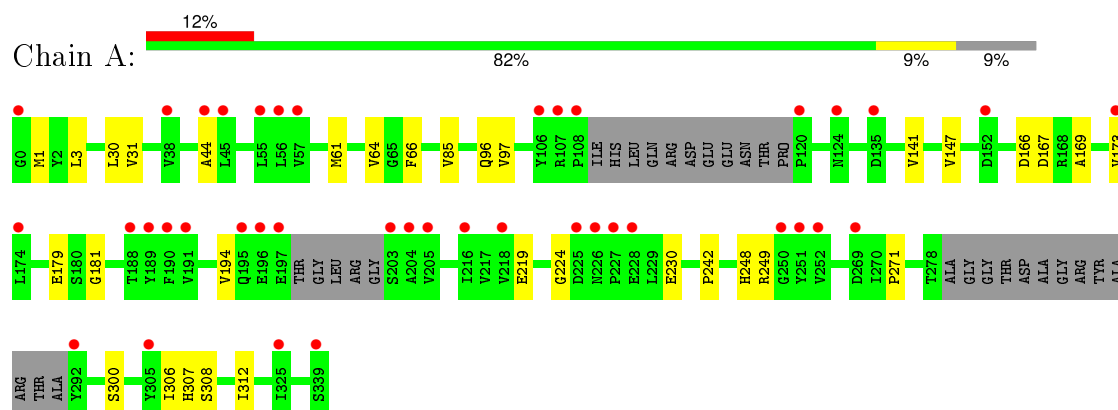 12%
Chain A:
82% 9% 9%
G0 M1 Y2 L3 L30 V31 V38 A44 L45 L55 L56 V57 M61 V64 G65 F66 V85 Q96 V97 Y106 R107 P108 ILE HIS LEU GLN ARG ASP GLU GLU ASN THR PRO P120 N124 D135 V141 V147 D152 D166 D167 R168 A169 V173
L174 E179 S180 G181 T188 Y189 F190 V191 V194 Q195 E196 E197 THR GLY LEU ARG GLY S203 A204 V205 I216 V217 V218 E219 G224 D225 N226 P227 E228 L229 E230 P242 H248 R249 G250 Y251 V252 D269 I270 P271 T278 ALA GLY GLY THR ASP ALA GLY ARG TYR ALA
ARG THR ALA Y292 S300 Y305 I306 H307 S308 I312 I325 S339